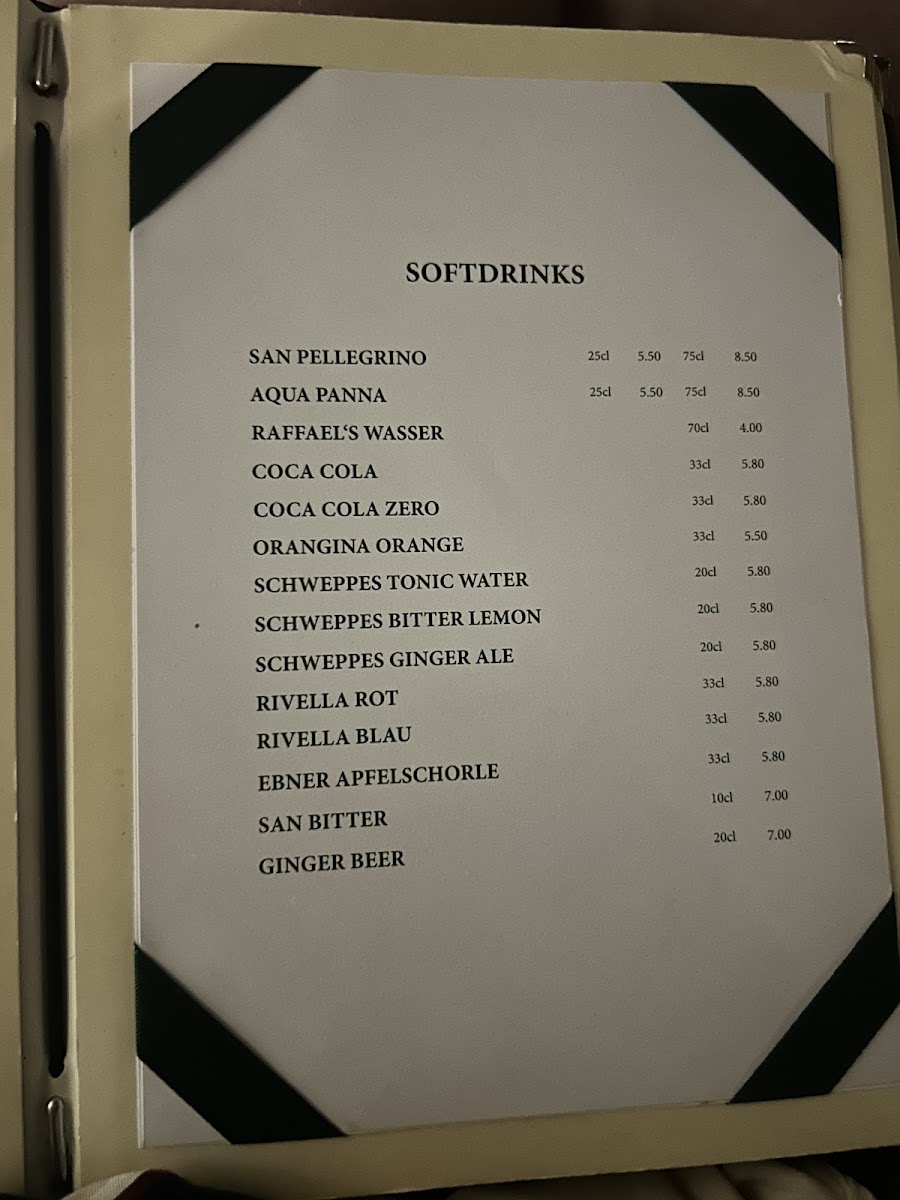 SOFTDRINKS
SAN PELLEGRINO 25cl 5.50 75cl 8.50
AQUA PANNA 25cl 5.50 75cl 8.50
RAFFAEL‘S WASSER 70cl 4.00
COCA COLA 33cl 5.80
COCA COLA ZERO 33cl 5.80
ORANGINA ORANGE 33cl 5.50
SCHWEPPES TONIC WATER 20cl 5.80
SCHWEPPES BITTER LEMON 20cl 5.80
SCHWEPPES GINGER ALE 20cl 5.80
RIVELLA ROT 33cl 5.80
RIVELLA BLAU 33cl 5.80
EBNER APFELSCHORLE 33cl 5.80
SAN BITTER 10cl 7.00
GINGER BEER 20cl 7.00